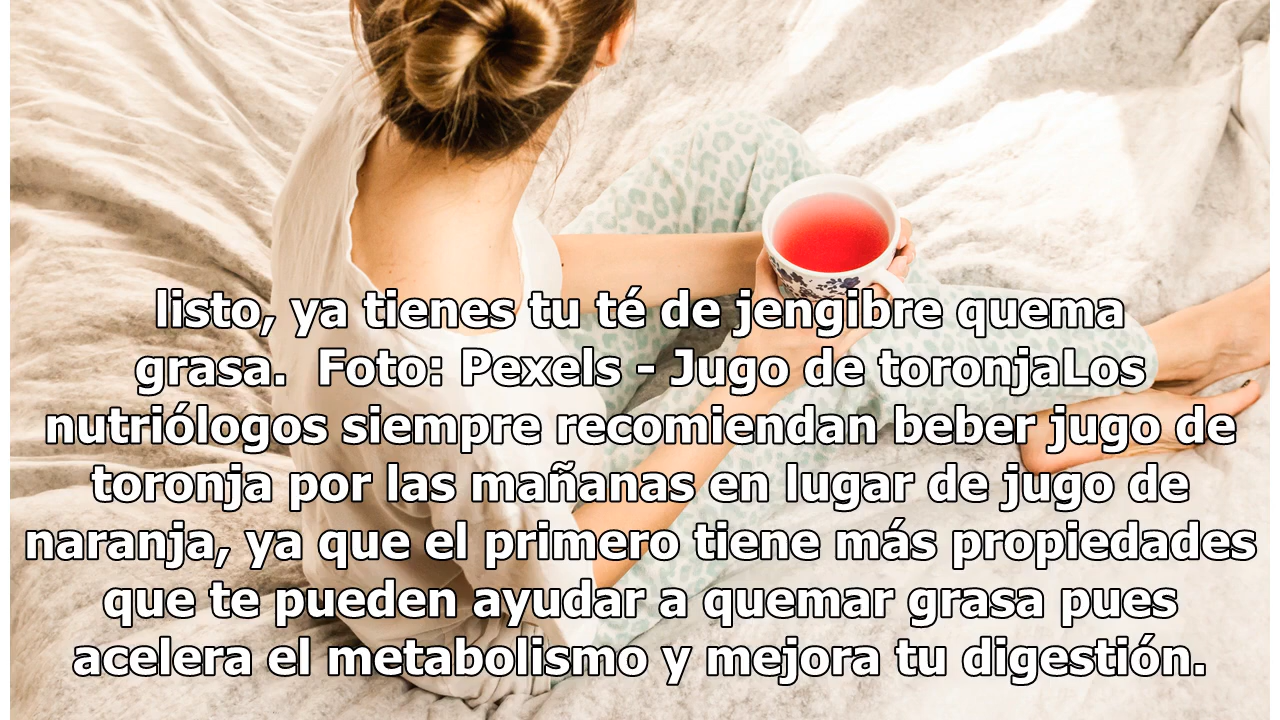 listo, ya tienes tu té de jengibre quema
grasa.  Foto: Pexels - Jugo de toronjaLos
nutriólogos siempre recomiendan beber jugo de
toronja por las mañanas en lugar de jugo de
naranja, ya que el primero tiene más propiedades
que te pueden ayudar a quemar grasa pues
acelera el metabolismo y mejora tu digestión.